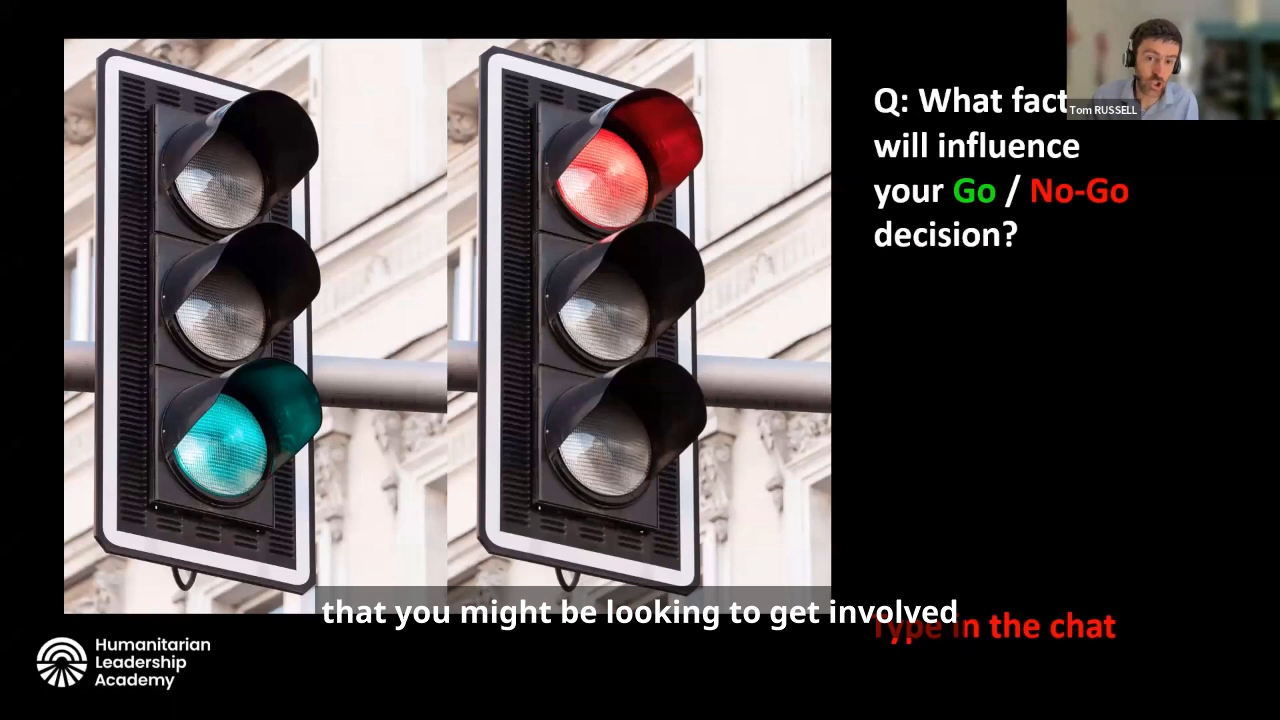 Q: What fact
Tom RUSSELL
will influence
your Go / No-Go
decision?
that you might be looking to get involved
Type in the chat
Humanitarian
Leadership
Academy